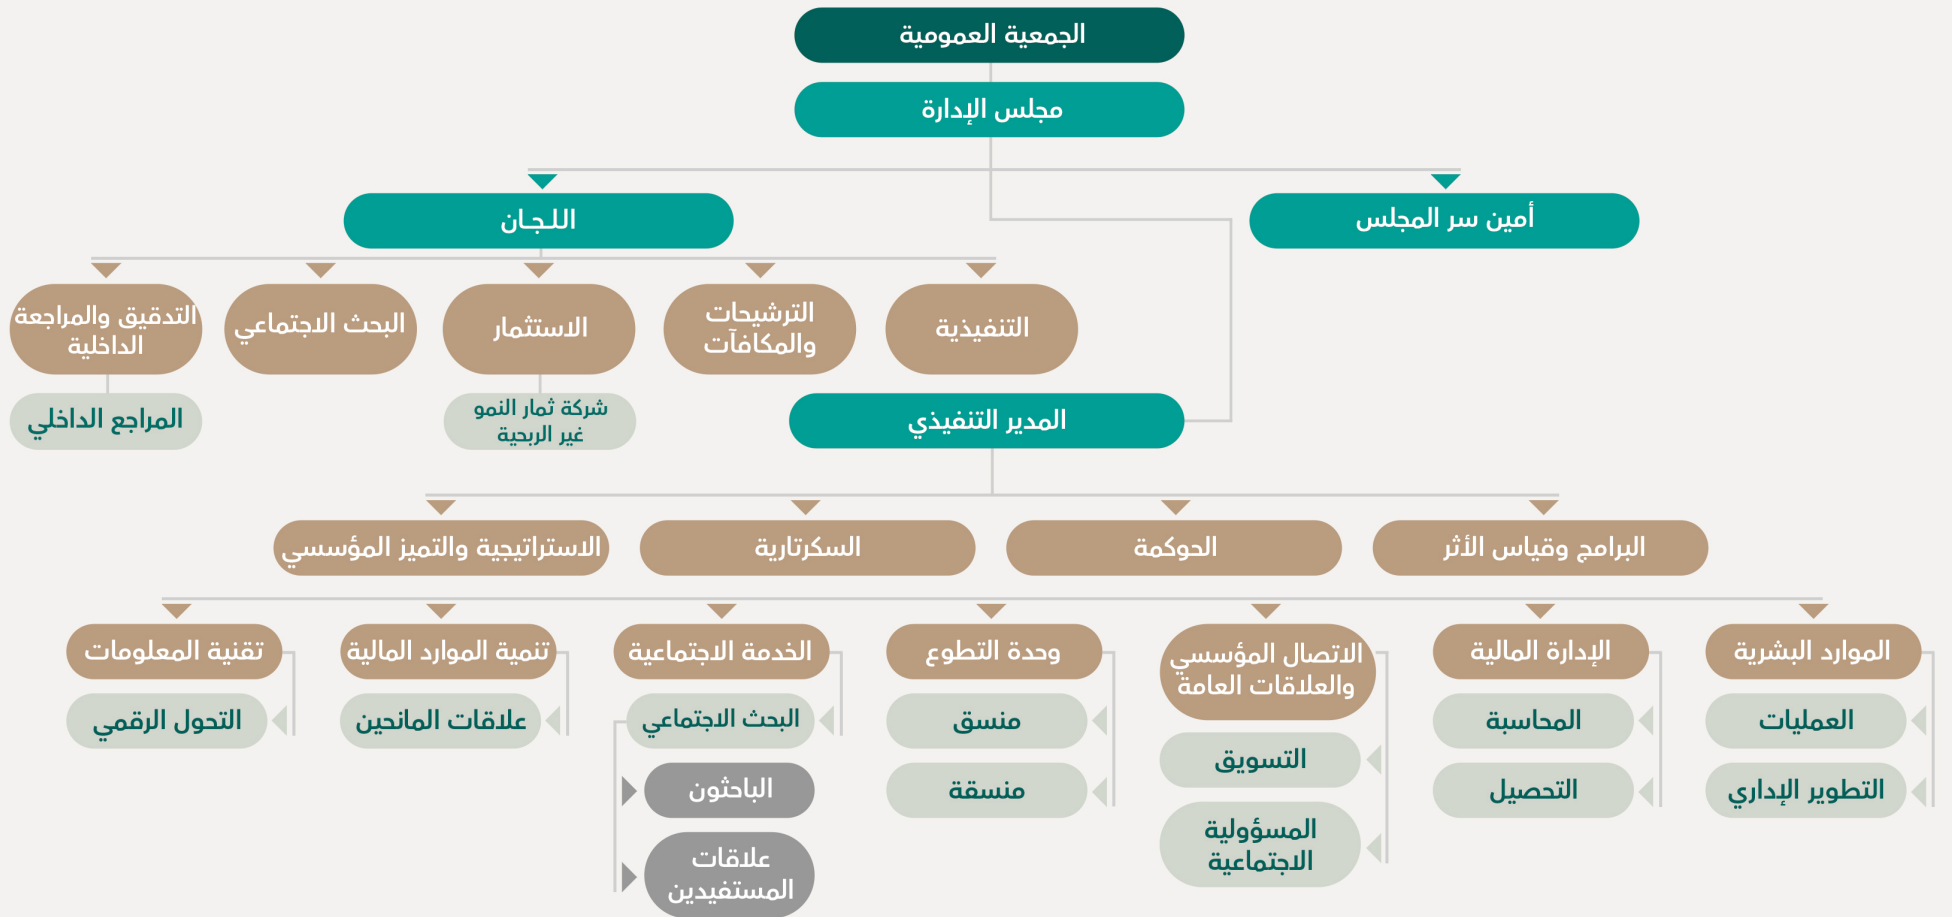 الجمعية العمومية
مجلس الإدارة
أمين سر المجلس
اللـجـان
التنفيذية
الترشيحات
والمكافآت
الاستثمار
البحث الاجتماعي
التدقيق والمراجعة
الداخلية
شركة ثمار النمو
غير الربحية
المراجع الداخلي
المدير التنفيذي
البرامج وقياس الأثر
الحوكمة
السكرتارية
الاستراتيجية والتميز المؤسسي
الموارد البشرية
العمليات
التطوير الإداري
الإدارة المالية
المحاسبة
التحصيل
الاتصال المؤسسي
والعلاقات العامة
التسويق
المسؤولية
الاجتماعية
وحدة التطوع
منسق
منسقة
الخدمة الاجتماعية
البحث الاجتماعي
الباحثون
علاقات
المستفيدين
تنمية الموارد المالية
علاقات المانحين
تقنية المعلومات
التحول الرقمي